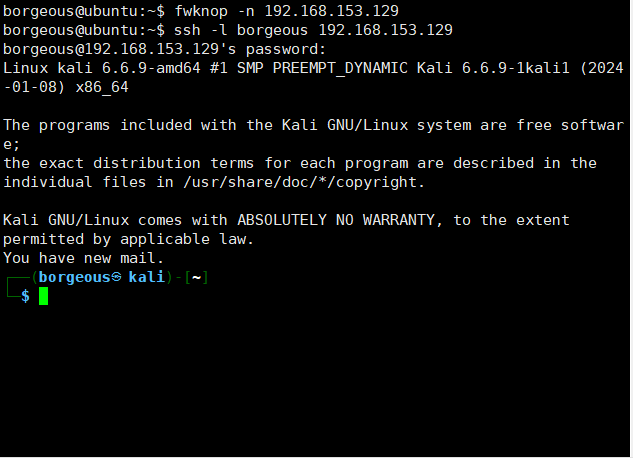 borgeous@ubuntu:~$ fwknop -n 192.168.153.129
borgeous@ubuntu:~$ ssh -l borgeous 192.168.153.129
borgeous@192.168.153.129's password:
Linux kali 6.6.9-amd64 #1 SMP PREEMPT_DYNAMIC Kali 6.6.9-1kali1 (2024
-01-08) x86_64

The programs included with the Kali GNU/Linux system are free softwar
e;
the exact distribution terms for each program are described in the
individual files in /usr/share/doc/*/copyright.

Kali GNU/Linux comes with ABSOLUTELY NO WARRANTY, to the extent
permitted by applicable law.
You have new mail.
┌──(borgeous㉿kali)-[~]
└─$